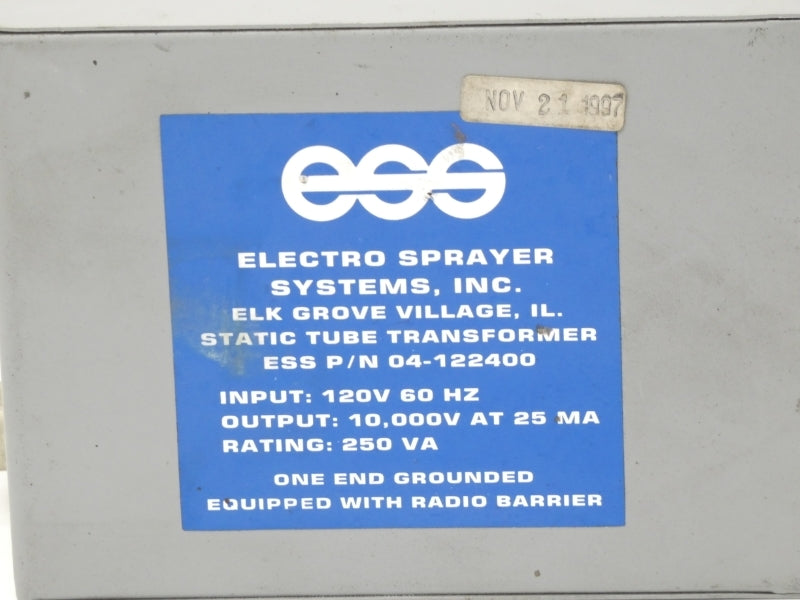 NOV 21 1997
ess
ELECTRO SPRAYER
SYSTEMS, INC.
ELK GROVE VILLAGE, IL.
STATIC TUBE TRANSFORMER
ESS P/N 04-122400
INPUT: 120V 60 HZ
OUTPUT: 10,000V AT 25 MA
RATING: 250 VA
ONE END GROUNDED
EQUIPPED WITH RADIO BARRIER